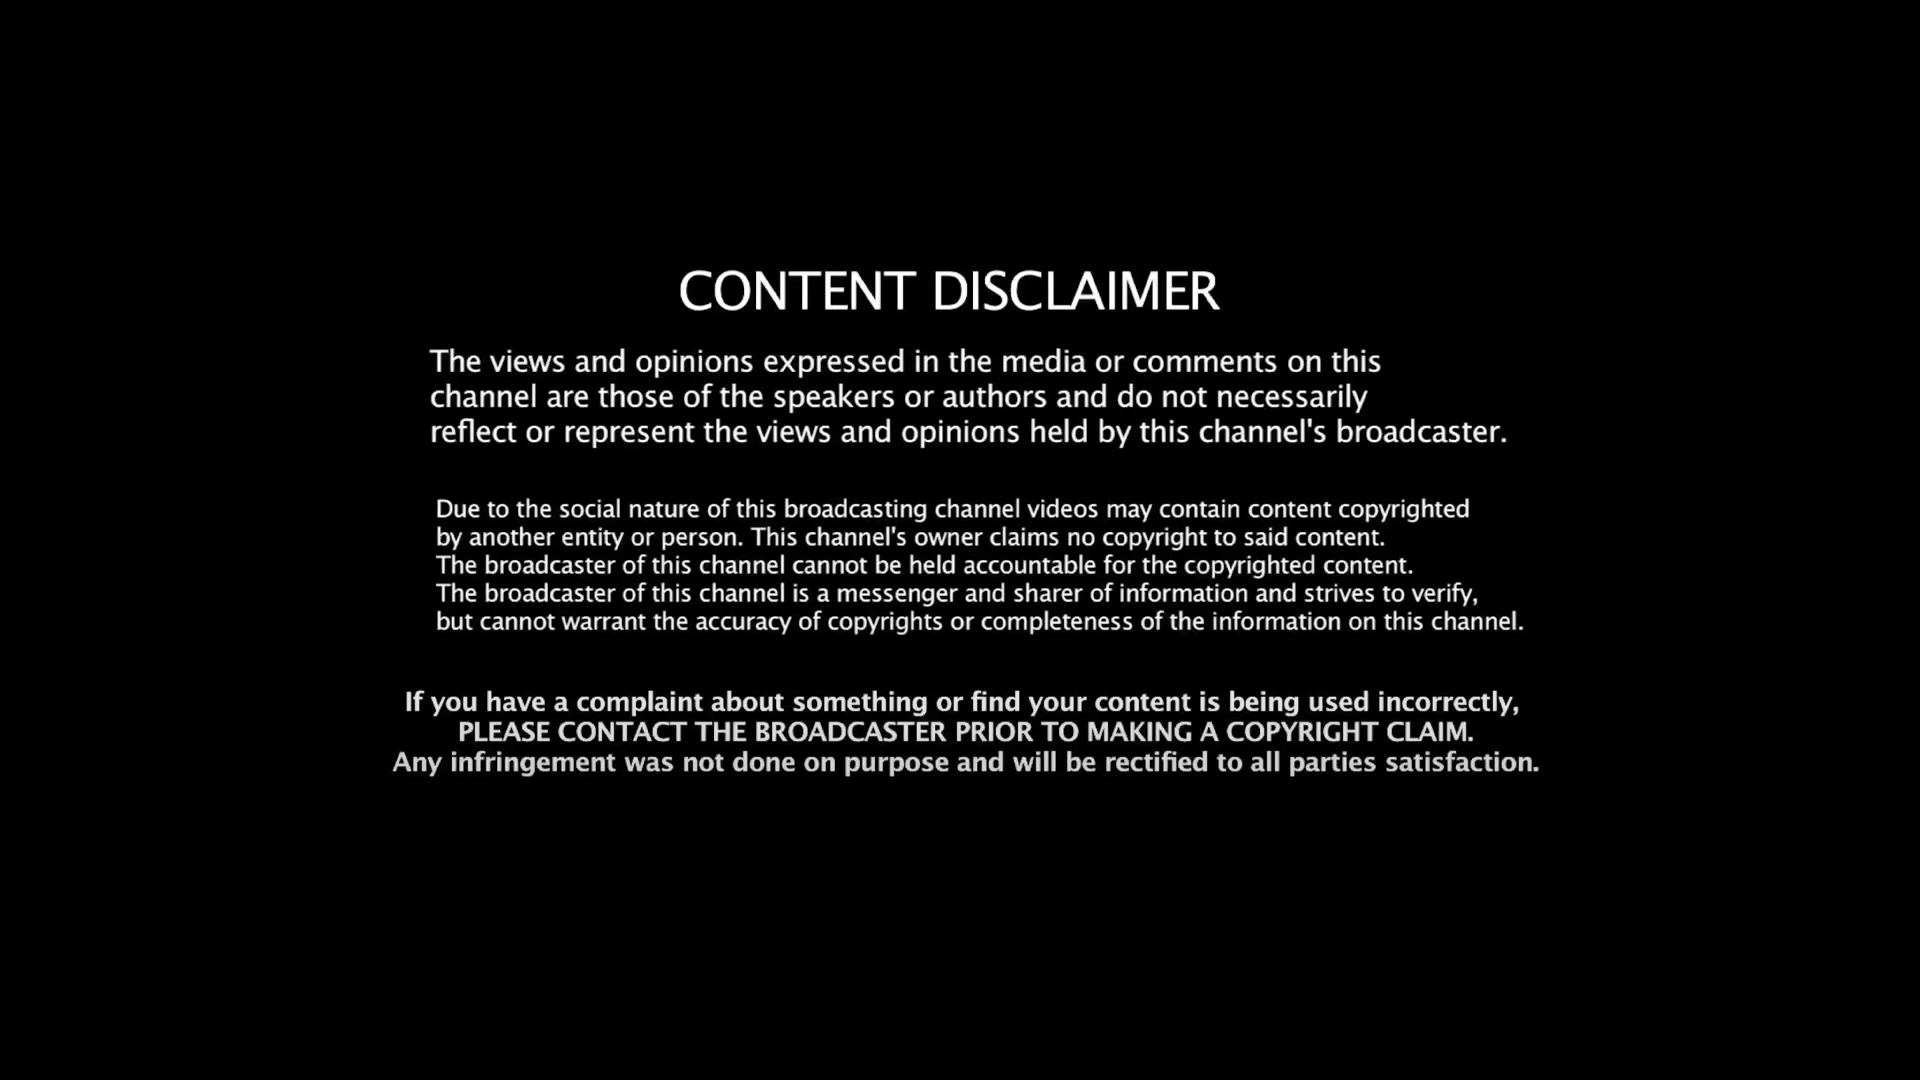 CONTENT DISCLAIMER
The views and opinions expressed in the media or comments on this
channel are those of the speakers or authors and do not necessarily
reflect or represent the views and opinions held by this channel's broadcaster.
Due to the social nature of this broadcasting channel videos may contain content copyrighted
by another entity or person. This channel's owner claims no copyright to said content.
The broadcaster of this channel cannot be held accountable for the copyrighted content.
The broadcaster of this channel is a messenger and sharer of information and strives to verify,
but cannot warrant the accuracy of copyrights or completeness of the information on this channel.
If you have a complaint about something or find your content is being used incorrectly,
PLEASE CONTACT THE BROADCASTER PRIOR TO MAKING A COPYRIGHT CLAIM.
Any infringement was not done on purpose and will be rectified to all parties satisfaction.